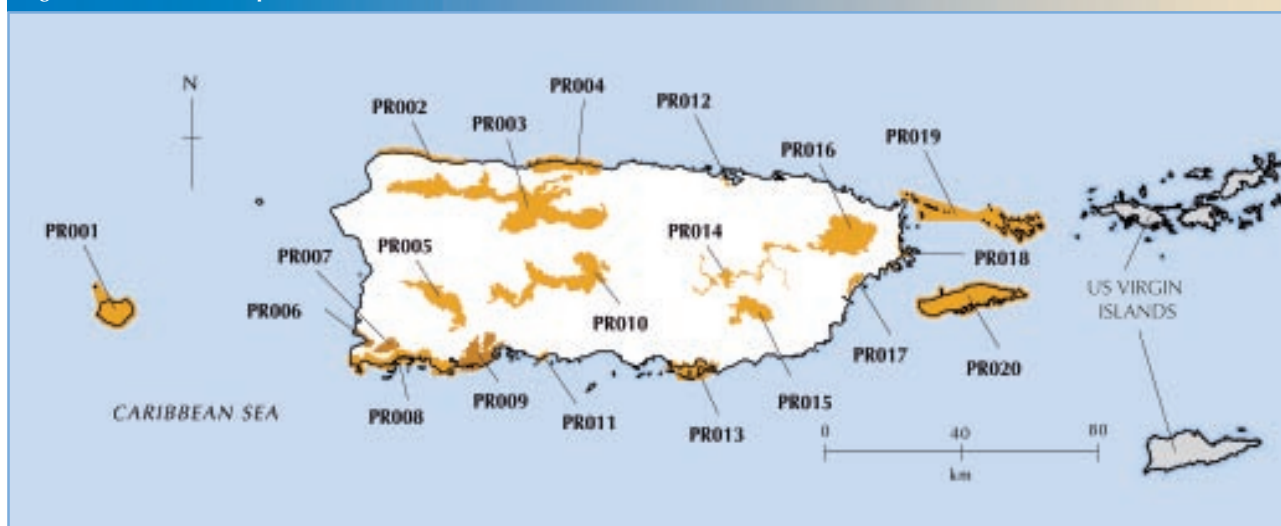 N
PR001
PR002
PR003
PR004
PR012
PR016
PR019
PR005
PR007
PR006
PR014
PR018
US VIRGIN
ISLANDS
PR010
PR017
PR020
CARIBBEAN SEA
PR008
PR009
PR011
PR013
PR015
0
40
80
km